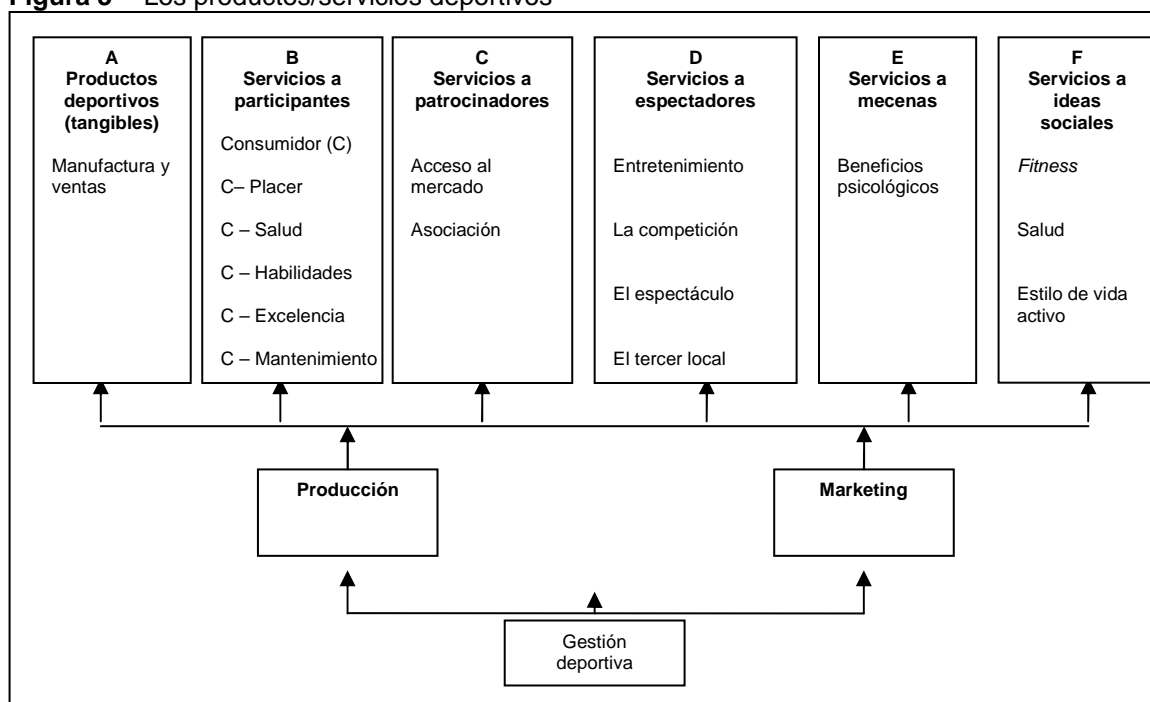 Figura 3 – Los productos/servicios deportivos
A
Productos
deportivos
(tangibles)
Manufactura y
ventas
B
Servicios a
participantes
Consumidor (C)
C– Placer
C – Salud
C – Habilidades
C – Excelencia
C – Mantenimiento
C
Servicios a
patrocinadores
Acceso al
mercado
Asociación
D
Servicios a
espectadores
Entretenimiento
La competición
El espectáculo
El tercer local
E
Servicios a
mecenas
Beneficios
psicológicos
F
Servicios a
ideas
sociales
Fitness
Salud
Estilo de vida
activo
Producción
Marketing
Gestión
deportiva